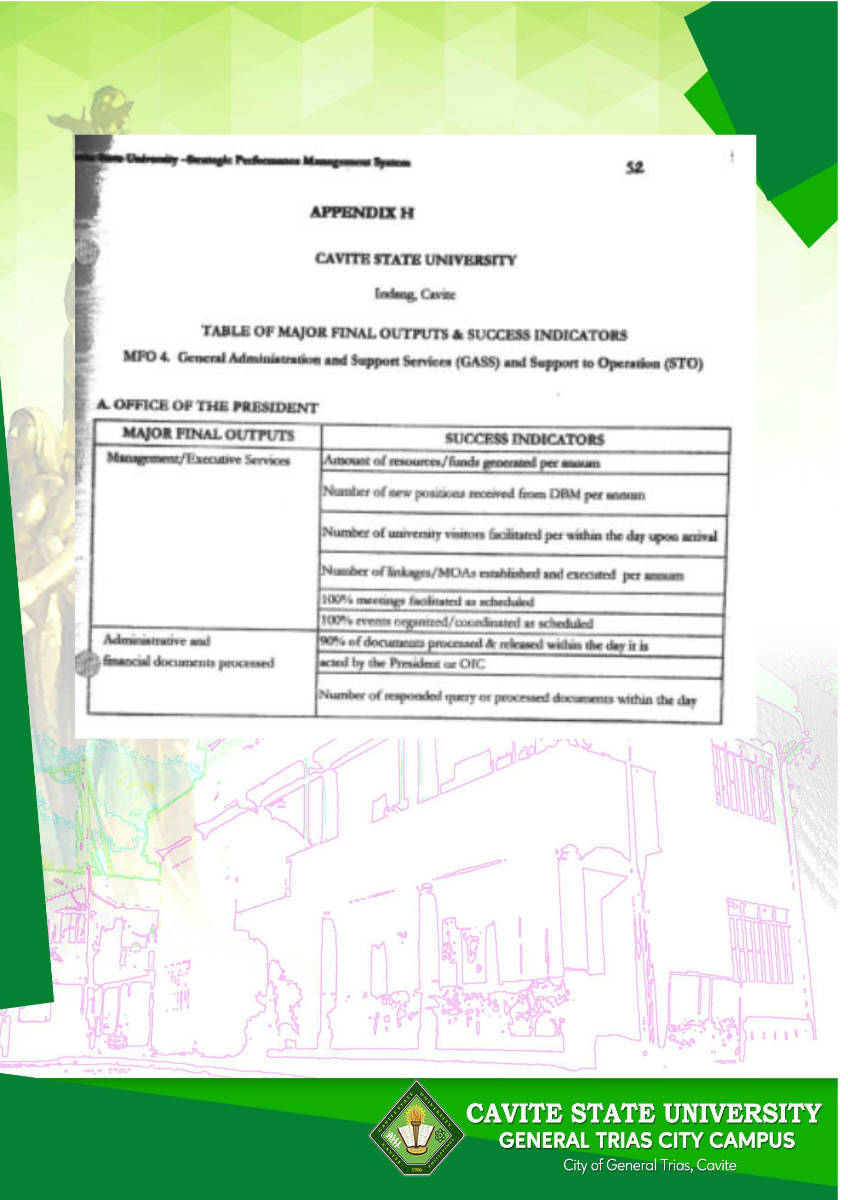 State University -Strategic Performance Management System
52
APPENDIX H
CAVITE STATE UNIVERSITY
Indang, Cavite
TABLE OF MAJOR FINAL OUTPUTS & SUCCESS INDICATORS
MFO 4. General Administration and Support Services (GASS) and Support to Operation (STO)
A. OFFICE OF THE PRESIDENT
MAJOR FINAL OUTPUTS
SUCCESS INDICATORS
Management/Executive Services
Amount of resources/funds generated per annum
Number of new positions received from DBM per annum
Number of university visitors facilitated per within the day upon arrival
Number of linkages/MOAs established and executed per annum
100% meetings facilitated as scheduled
100% events organized/coordinated as scheduled
Administrative and
financial documents processed
90% of documents processed & released within the day it is
acted by the President or OIC
Number of responded query or processed documents within the day
CAVITE STATE UNIVERSITY
GENERAL TRIAS CITY CAMPUS
City of General Trias, Cavite
1906